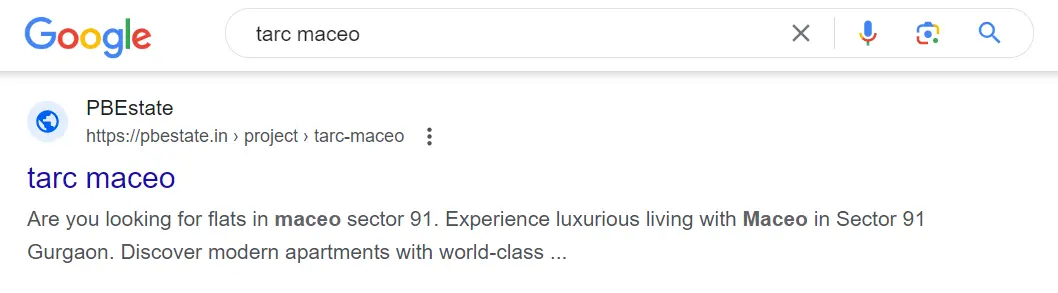 Google
tarc maceo
PBEstate
https://pbestate.in › project › tarc-maceo
tarc maceo
Are you looking for flats in maceo sector 91. Experience luxurious living with Maceo in Sector 91
Gurgaon. Discover modern apartments with world-class ...